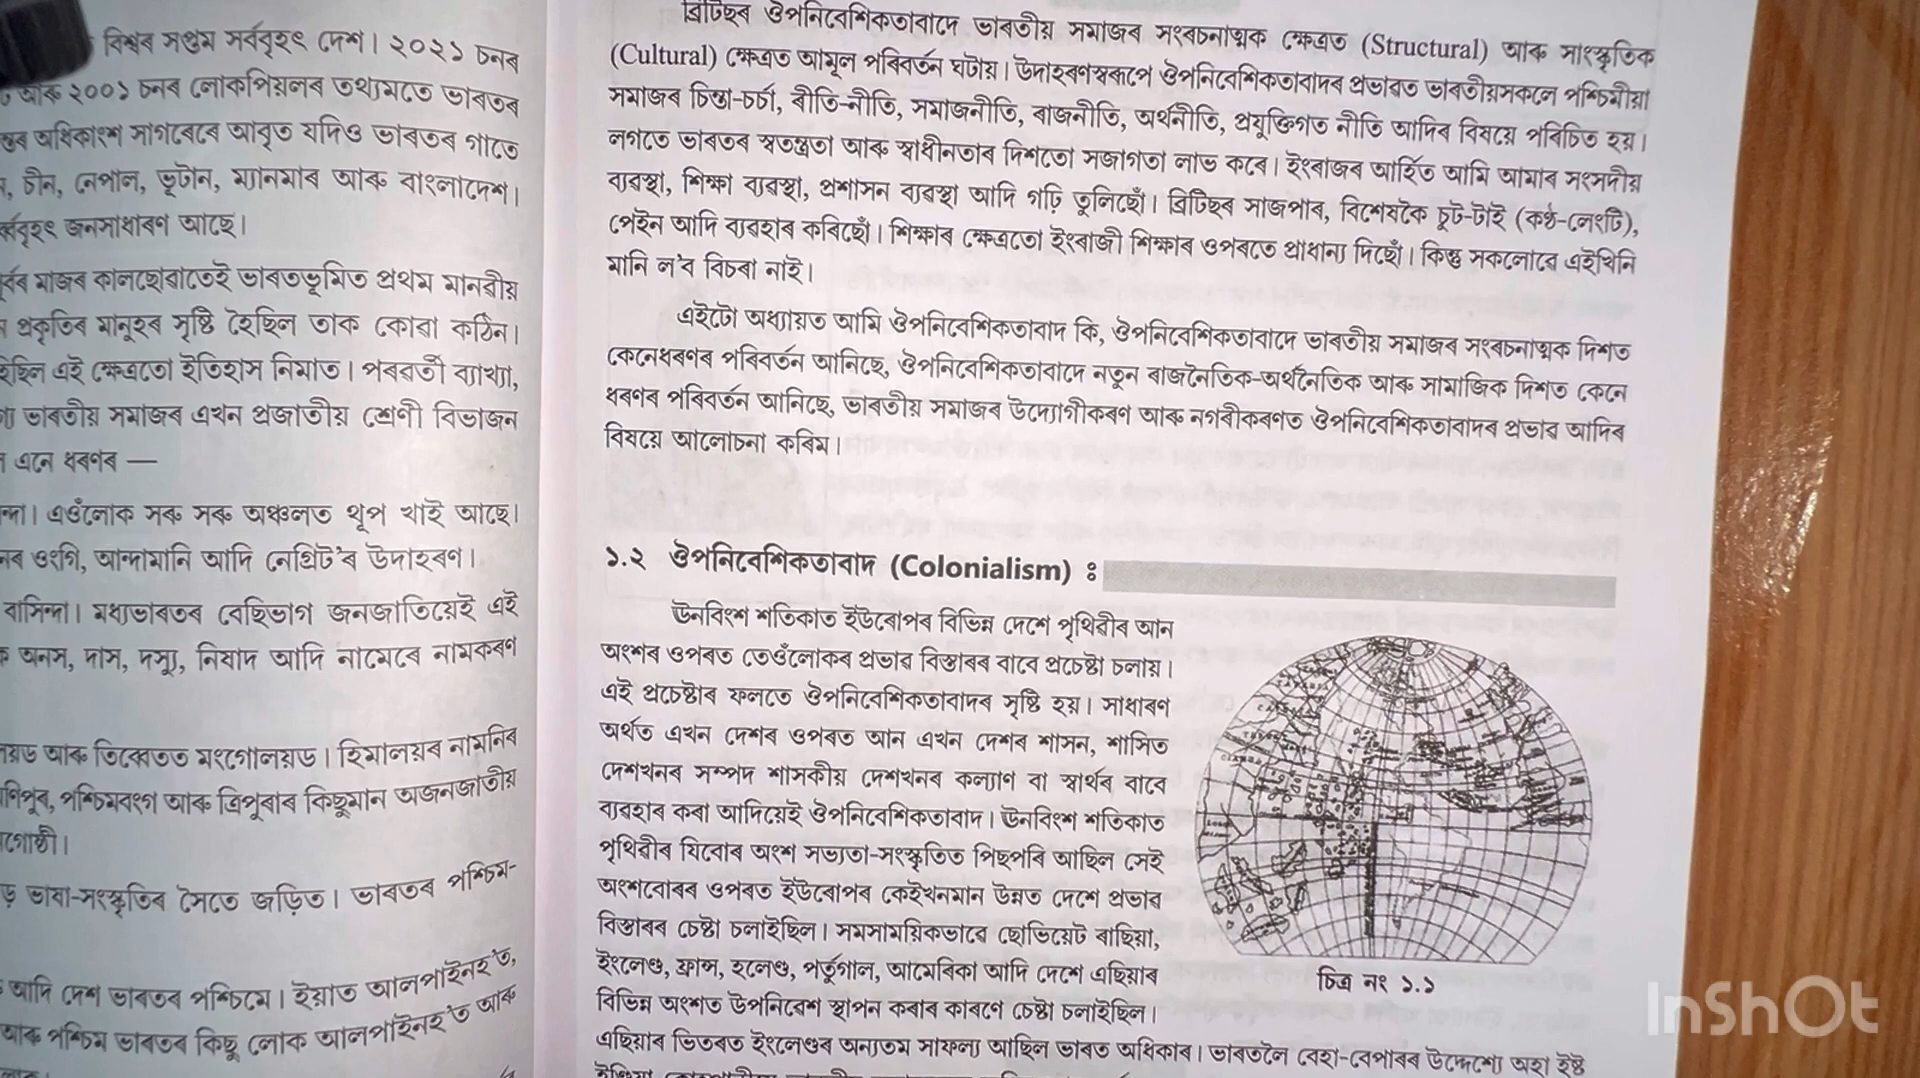 বিশ্বৰ সপ্তম সৰ্ববৃহৎ দেশ। ২০২১ চনৰ
আৰু ২০০১ চনৰ লোকপিয়লৰ তথ্যমতে ভাৰতৰ
অধিকাংশ সাগৰেৰে আবৃত যদিও ভাৰতৰ গাতে
চীন, নেপাল, ভূটান, ম্যানমাৰ আৰু বাংলাদেশ।
জনসাধাৰণ আছে।
মাজৰ কালছোৱাতেই ভাৰতভূমিত প্ৰথম মানৱীয়
প্ৰকৃতিৰ মানুহৰ সৃষ্টি হৈছিল তাক কোৱা কঠিন।
এই ক্ষেত্ৰতো ইতিহাস নিমাত। পৰৱৰ্তী ব্যাখ্যা,
ভাৰতীয় সমাজৰ এখন প্ৰজাতীয় শ্ৰেণী বিভাজন
এনে ধৰণৰ —
এওঁলোক সৰু সৰু অঞ্চলত থূপ খাই আছে।
ওংগি, আন্দামানি আদি নেগ্ৰিট'ৰ উদাহৰণ।
বাসিন্দা। মধ্যভাৰতৰ বেছিভাগ জনজাতিয়েই এই
অনস, দাস, দস্যু, নিষাদ আদি নামেৰে নামকৰণ
আৰু তিব্বেতত মংগোলয়ড। হিমালয়ৰ নামনিৰ
পশ্চিমবংগ আৰু ত্ৰিপুৰাৰ কিছুমান অজনজাতীয়
ভাষা-সংস্কৃতিৰ সৈতে জড়িত। ভাৰতৰ পশ্চিম-
আদি দেশ ভাৰতৰ পশ্চিমে। ইয়াত আলপাইনহ'ত,
আৰু পশ্চিম ভাৰতৰ কিছু লোক আলপাইনহ'ত আৰু
ব্ৰিটিছৰ ঔপনিবেশিকতাবাদে ভাৰতীয় সমাজৰ সংৰচনাত্মক ক্ষেত্ৰত (Structural) আৰু সাংস্কৃতিক
(Cultural) ক্ষেত্ৰত আমূল পৰিবৰ্তন ঘটায়। উদাহৰণস্বৰূপে ঔপনিবেশিকতাবাদৰ প্ৰভাৱত ভাৰতীয়সকলে পশ্চিমীয়া
সমাজৰ চিন্তা-চৰ্চা, ৰীতি-নীতি, সমাজনীতি, ৰাজনীতি, অৰ্থনীতি, প্ৰযুক্তিগত নীতি আদিৰ বিষয়ে পৰিচিত হয়।
লগতে ভাৰতৰ স্বতন্ত্ৰতা আৰু স্বাধীনতাৰ দিশতো সজাগতা লাভ কৰে। ইংৰাজৰ আৰ্হিত আমি আমাৰ সংসদীয়
ব্যৱস্থা, শিক্ষা ব্যৱস্থা, প্ৰশাসন ব্যৱস্থা আদি গঢ়ি তুলিছোঁ। ব্ৰিটিছৰ সাজপাৰ, বিশেষকৈ চুট-টাই (কণ্ঠ-লেংটি),
পেইন আদি ব্যৱহাৰ কৰিছোঁ। শিক্ষাৰ ক্ষেত্ৰতো ইংৰাজী শিক্ষাৰ ওপৰতে প্ৰাধান্য দিছোঁ। কিন্তু সকলোৱে এইখিনি
মানি ল'ব বিচৰা নাই।
এইটো অধ্যায়ত আমি ঔপনিবেশিকতাবাদ কি, ঔপনিবেশিকতাবাদে ভাৰতীয় সমাজৰ সংৰচনাত্মক দিশত
কেনেধৰণৰ পৰিবৰ্তন আনিছে, ঔপনিবেশিকতাবাদে নতুন ৰাজনৈতিক-অৰ্থনৈতিক আৰু সামাজিক দিশত কেনে
ধৰণৰ পৰিবৰ্তন আনিছে, ভাৰতীয় সমাজৰ উদ্যোগীকৰণ আৰু নগৰীকৰণত ঔপনিবেশিকতাবাদৰ প্ৰভাৱ আদিৰ
বিষয়ে আলোচনা কৰিম।
১.২ ঔপনিবেশিকতাবাদ (Colonialism) ঃ
ঊনবিংশ শতিকাত ইউৰোপৰ বিভিন্ন দেশে পৃথিৱীৰ আন
অংশৰ ওপৰত তেওঁলোকৰ প্ৰভাৱ বিস্তাৰৰ বাবে প্ৰচেষ্টা চলায়।
এই প্ৰচেষ্টাৰ ফলতে ঔপনিবেশিকতাবাদৰ সৃষ্টি হয়। সাধাৰণ
অৰ্থত এখন দেশৰ ওপৰত আন এখন দেশৰ শাসন, শাসিত
দেশখনৰ সম্পদ শাসকীয় দেশখনৰ কল্যাণ বা স্বাৰ্থৰ বাবে
ব্যৱহাৰ কৰা আদিয়েই ঔপনিবেশিকতাবাদ। ঊনবিংশ শতিকাত
পৃথিৱীৰ যিবোৰ অংশ সভ্যতা-সংস্কৃতিত পিছপৰি আছিল সেই
অংশবোৰৰ ওপৰত ইউৰোপৰ কেইখনমান উন্নত দেশে প্ৰভাৱ
বিস্তাৰৰ চেষ্টা চলাইছিল। সমসাময়িকভাৱে ছোভিয়েট ৰাছিয়া,
ইংলেণ্ড, ফ্ৰান্স, হলেণ্ড, পৰ্তুগাল, আমেৰিকা আদি দেশে এছিয়াৰ
বিভিন্ন অংশত উপনিৱেশ স্থাপন কৰাৰ কাৰণে চেষ্টা চলাইছিল।
এছিয়াৰ ভিতৰত ইংলেণ্ডৰ অন্যতম সাফল্য আছিল ভাৰত অধিকাৰ। ভাৰতলৈ বেহা-বেপাৰৰ উদ্দেশ্যে অহা ইষ্ট
চিত্ৰ নং ১.১
InShOt